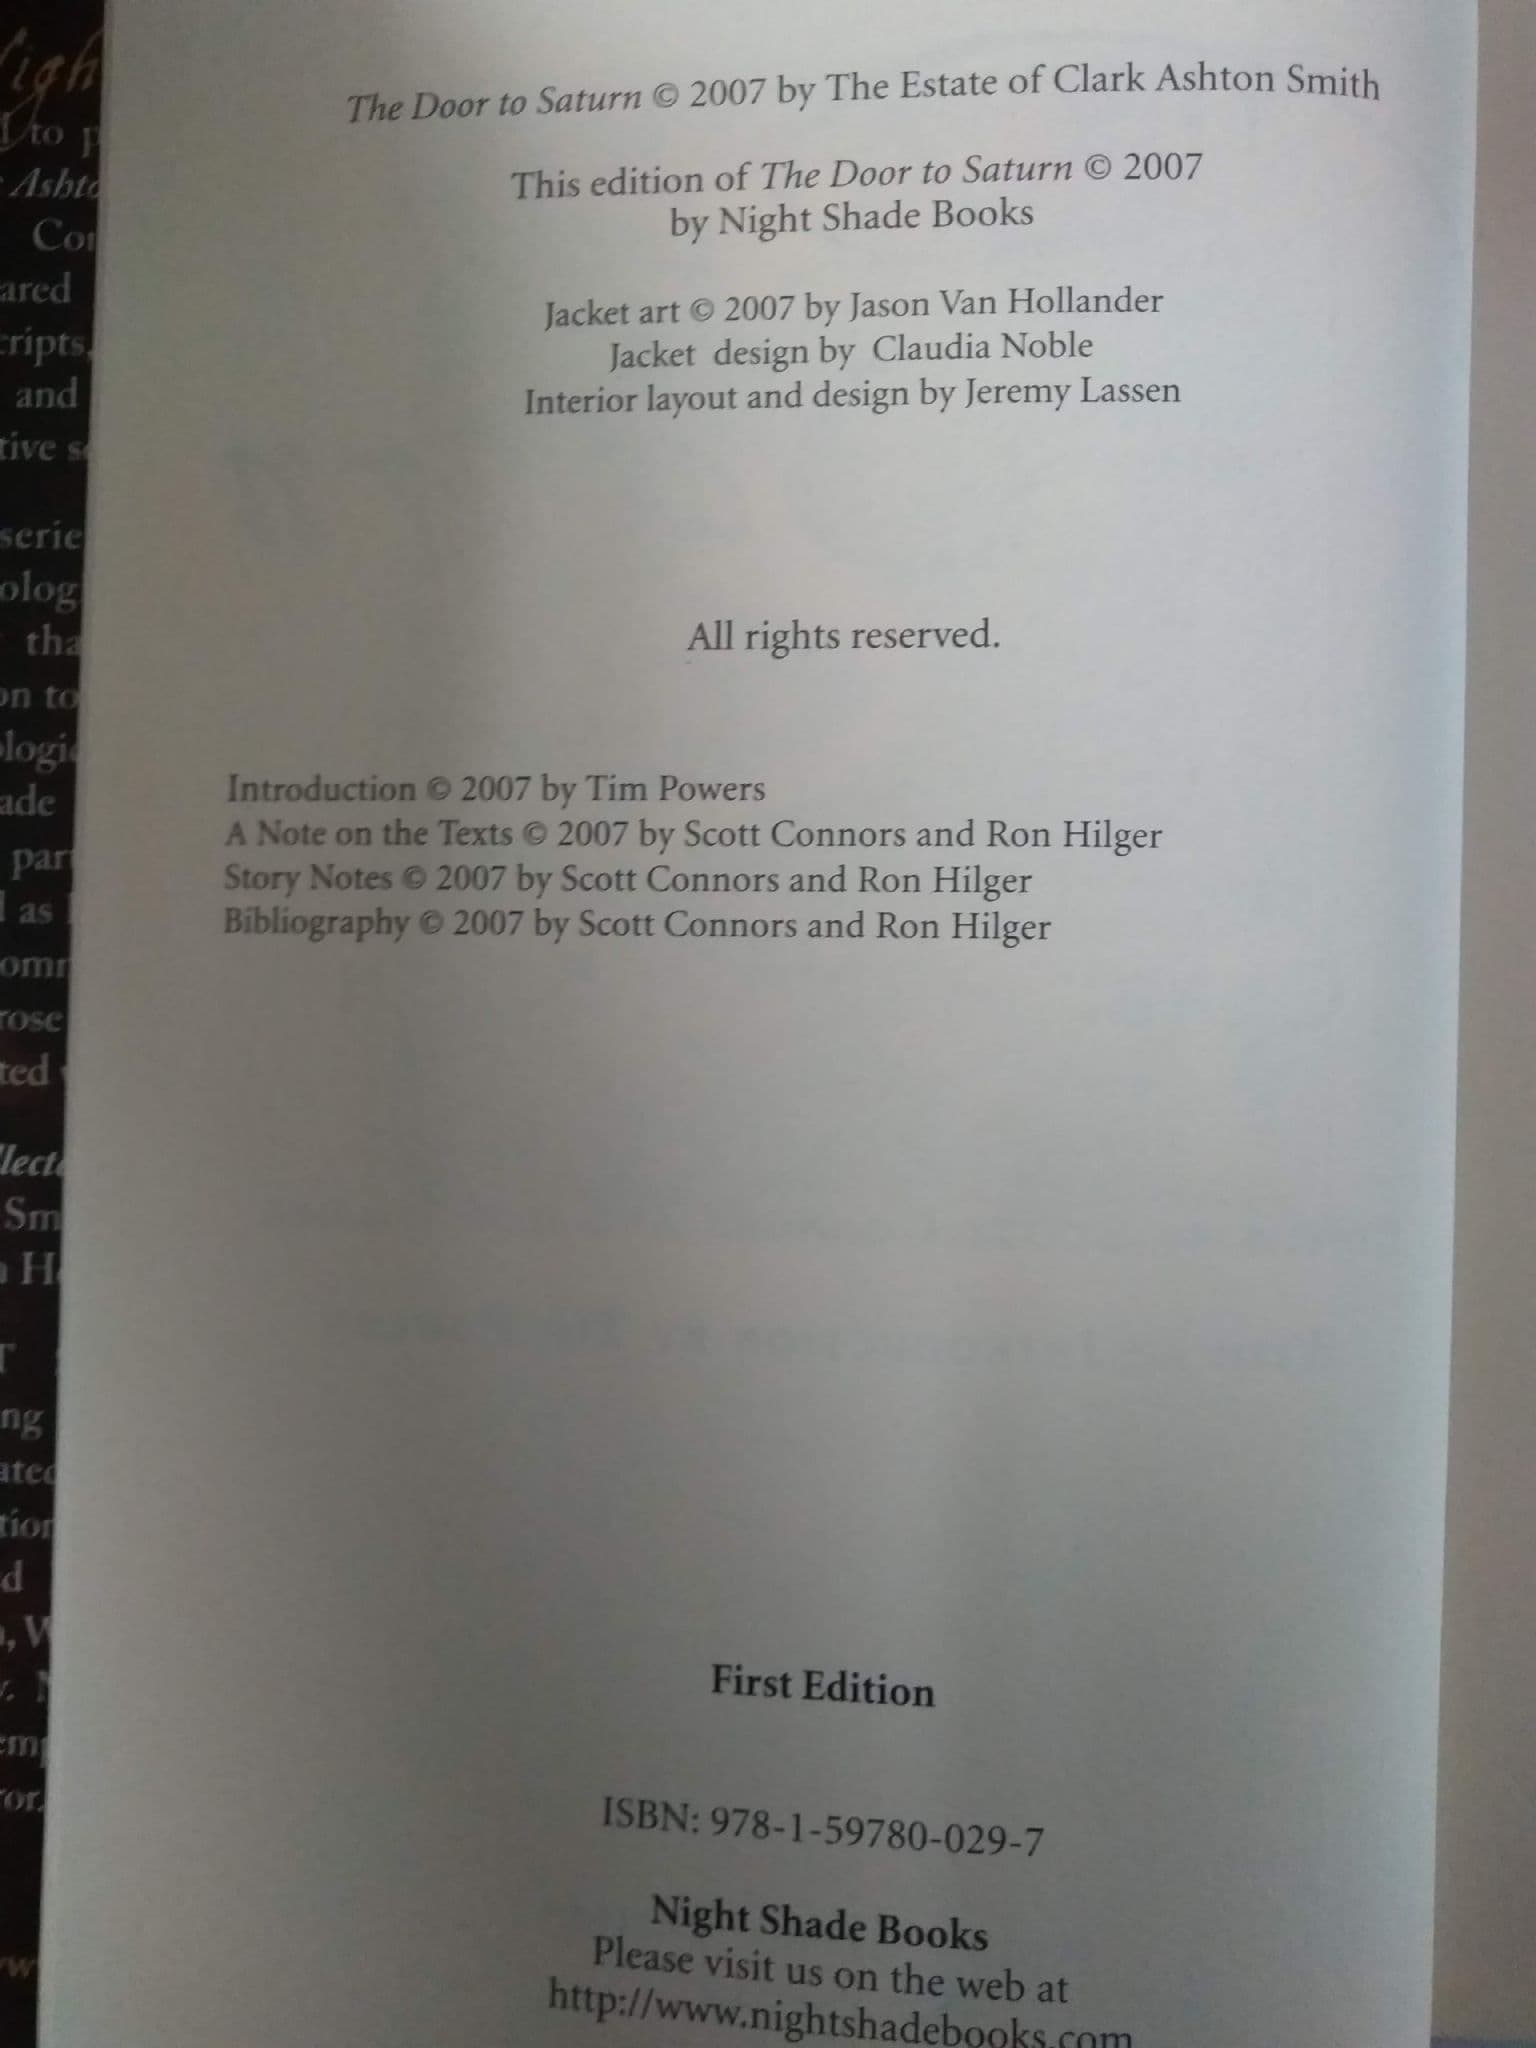 The Door to Saturn © 2007 by The Estate of Clark Ashton Smith
This edition of The Door to Saturn © 2007
by Night Shade Books
Jacket art © 2007 by Jason Van Hollander
Jacket design by Claudia Noble
Interior layout and design by Jeremy Lassen
All rights reserved.
Introduction © 2007 by Tim Powers
A Note on the Texts © 2007 by Scott Connors and Ron Hilger
Story Notes © 2007 by Scott Connors and Ron Hilger
Bibliography © 2007 by Scott Connors and Ron Hilger
First Edition
ISBN: 978-1-59780-029-7
Night Shade Books
Please visit us on the web at
http://www.nightshadebooks.com
to
and
as